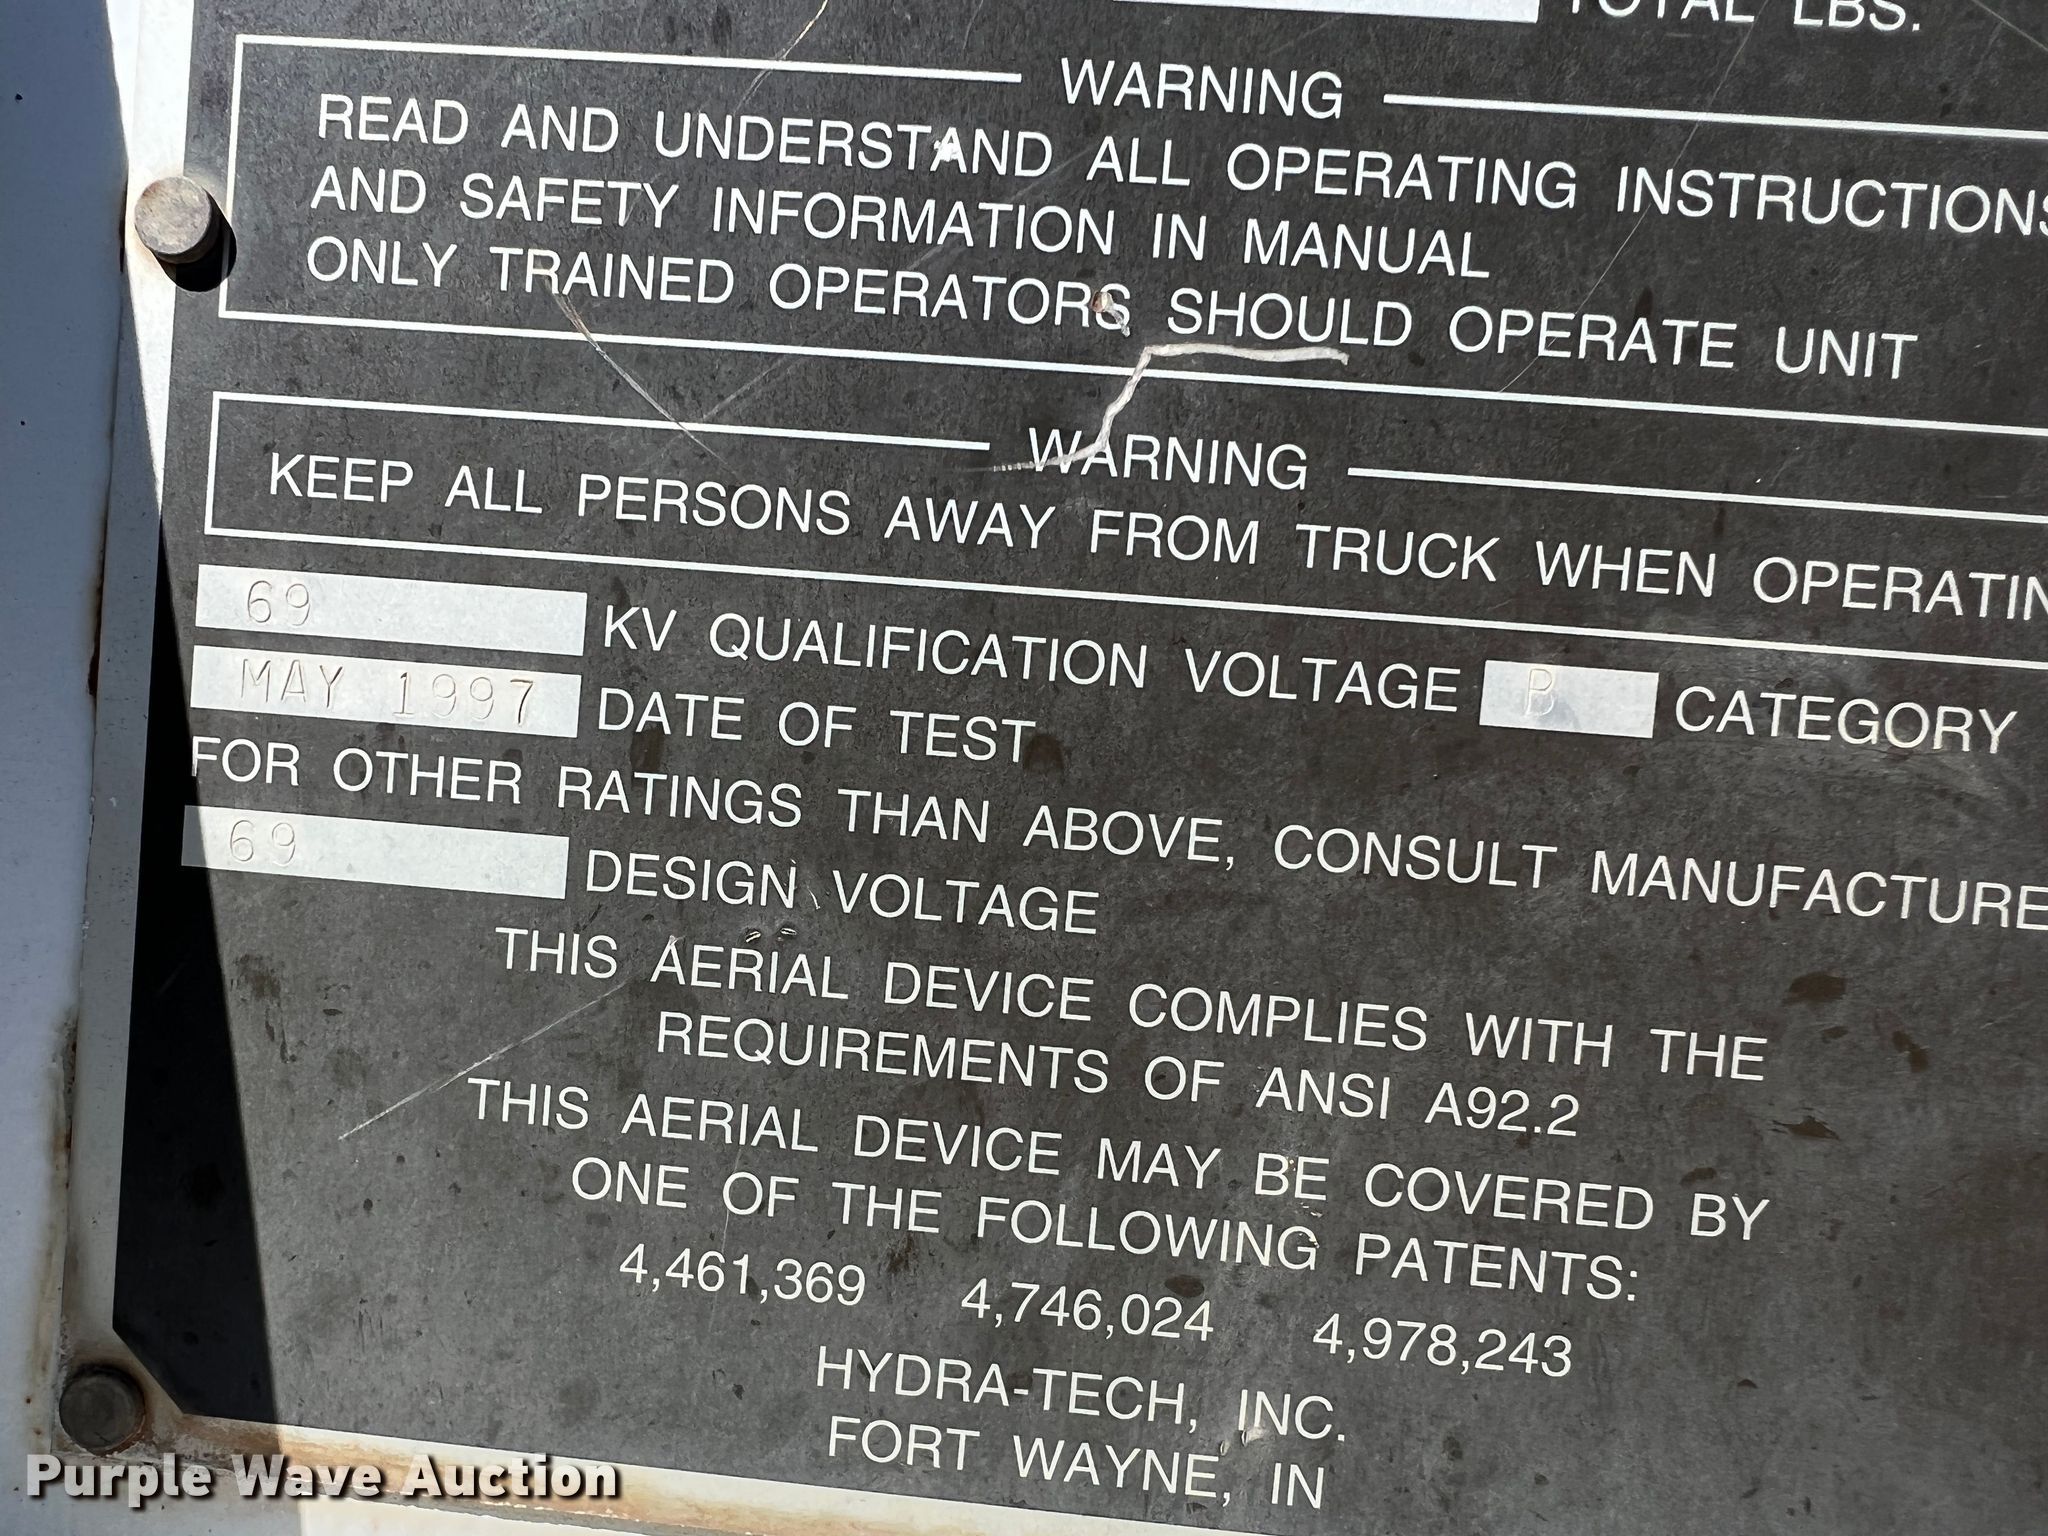 TOTAL LBS.
WARNING
READ AND UNDERSTAND ALL OPERATING INSTRUCTIONS
AND SAFETY INFORMATION IN MANUAL
ONLY TRAINED OPERATORS SHOULD OPERATE UNIT
WARNING
KEEP ALL PERSONS AWAY FROM TRUCK WHEN OPERATIN
69 KV QUALIFICATION VOLTAGE B CATEGORY
MAY 1997 DATE OF TEST
FOR OTHER RATINGS THAN ABOVE, CONSULT MANUFACTURE
69 DESIGN VOLTAGE
THIS AERIAL DEVICE COMPLIES WITH THE
REQUIREMENTS OF ANSI A92.2
THIS AERIAL DEVICE MAY BE COVERED BY
ONE OF THE FOLLOWING PATENTS:
4,461,369 4,746,024 4,978,243
HYDRA-TECH, INC.
FORT WAYNE, IN
Purple Wave Auction